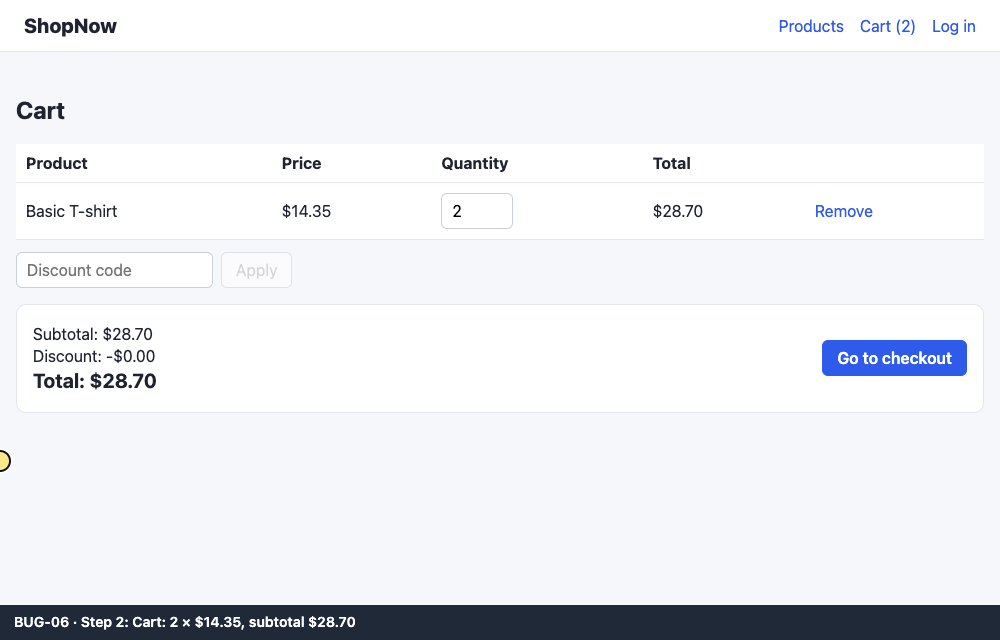 ShopNow
Products Cart (2) Log in
Cart
Product Price Quantity Total
Basic T-shirt $14.35 2 $28.70 Remove
Discount code Apply
Subtotal: $28.70
Discount: -$0.00
Total: $28.70
Go to checkout
BUG-06 · Step 2: Cart: 2 × $14.35, subtotal $28.70